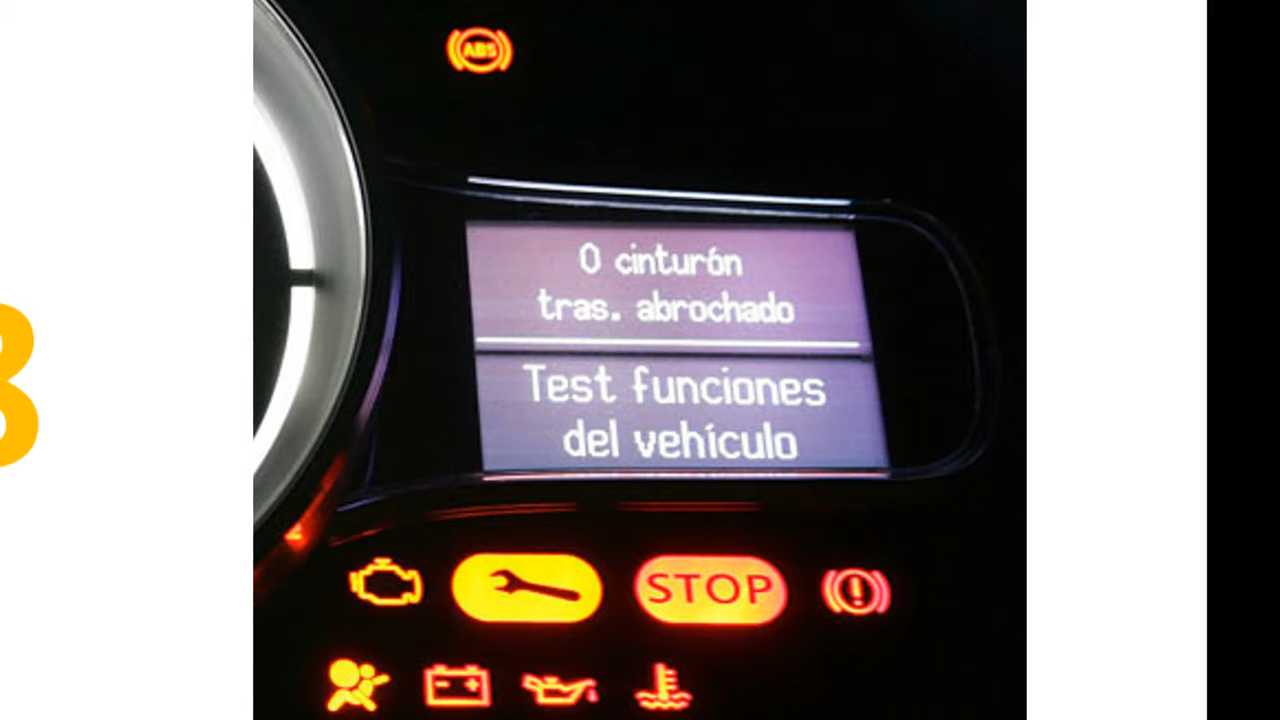 ABS
0 cinturón
tras. abrochado
Test funciones
del vehículo
STOP